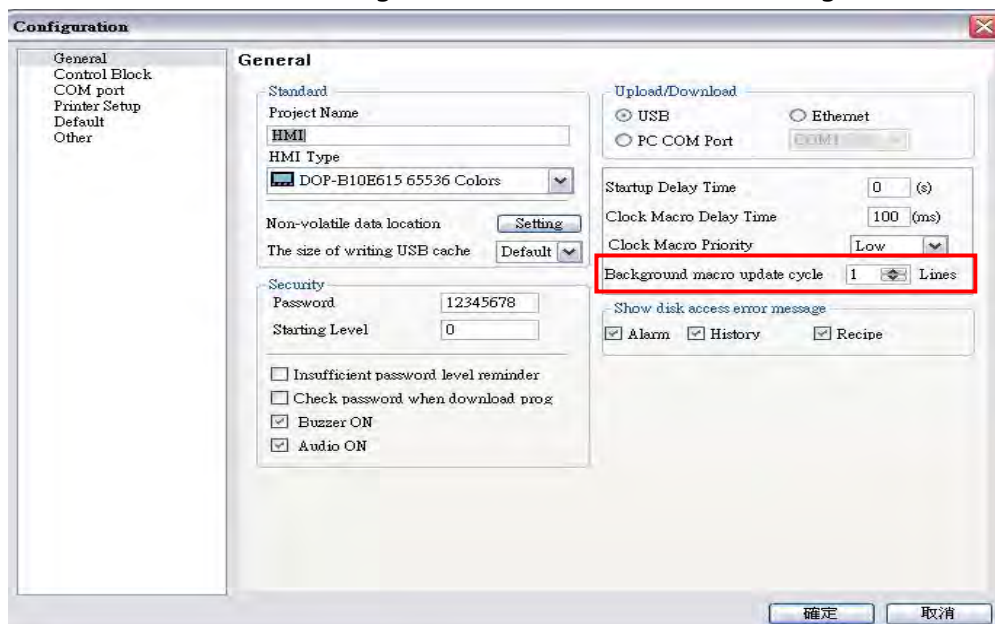 Configuration
General
Control Block
COM port
Printer Setup
Default
Other
General
Standard
Project Name
HMI
HMI Type
DOP-B10E615 65536 Colors
Non-volatile data location Setting
The size of writing USB cache Default
Security
Password 12345678
Starting Level 0
Insufficient password level reminder
Check password when download prog
Buzzer ON
Audio ON
Upload/Download
USB Ethernet
PC COM Port COM1
Startup Delay Time 0 (s)
Clock Macro Delay Time 100 (ms)
Clock Macro Priority Low
Background macro update cycle 1 Lines
Show disk access error message
Alarm History Recipe
確定 取消